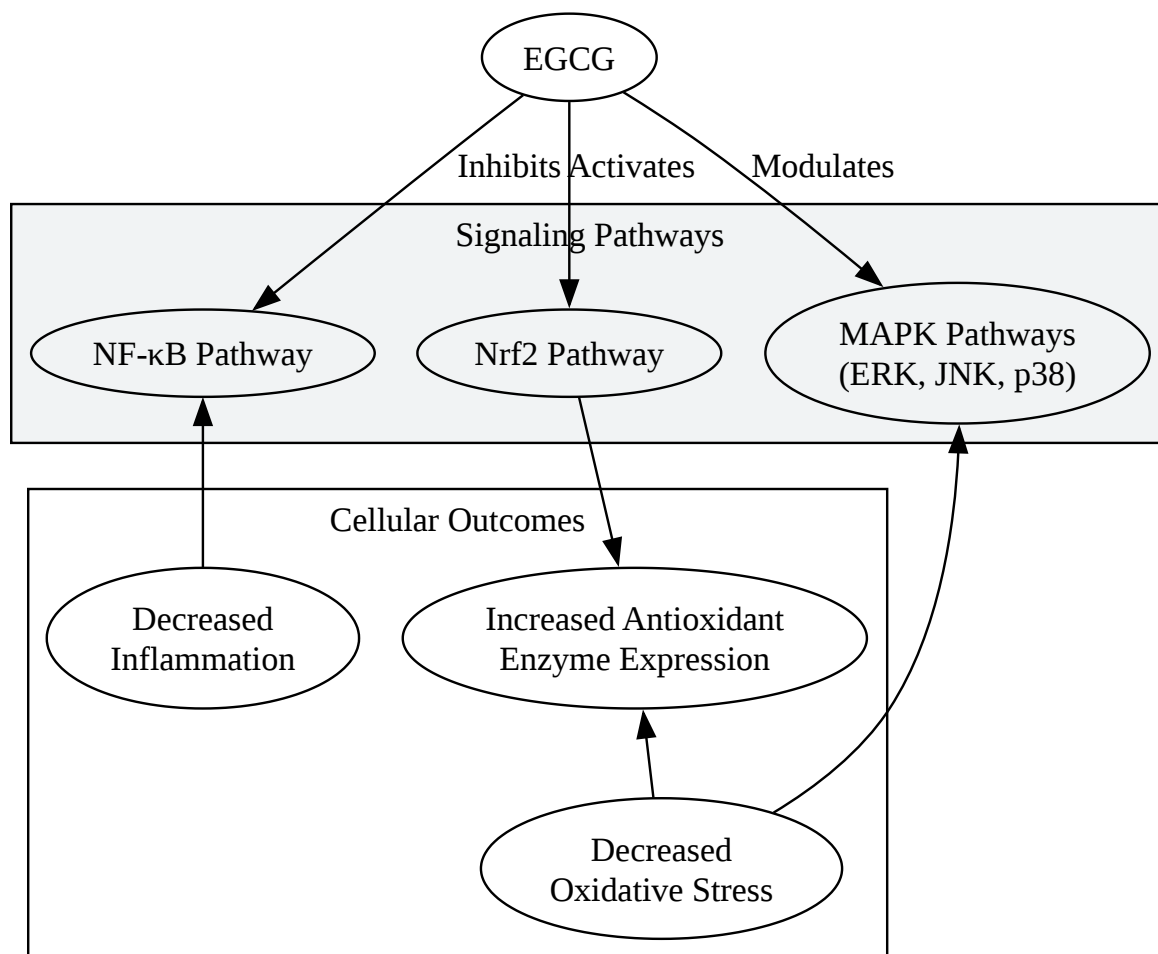 EGCG
Inhibits
Activates
Modulates
Signaling Pathways
NF-κB Pathway
Nrf2 Pathway
MAPK Pathways
(ERK, JNK, p38)
Cellular Outcomes
Decreased
Inflammation
Increased Antioxidant
Enzyme Expression
Decreased
Oxidative Stress